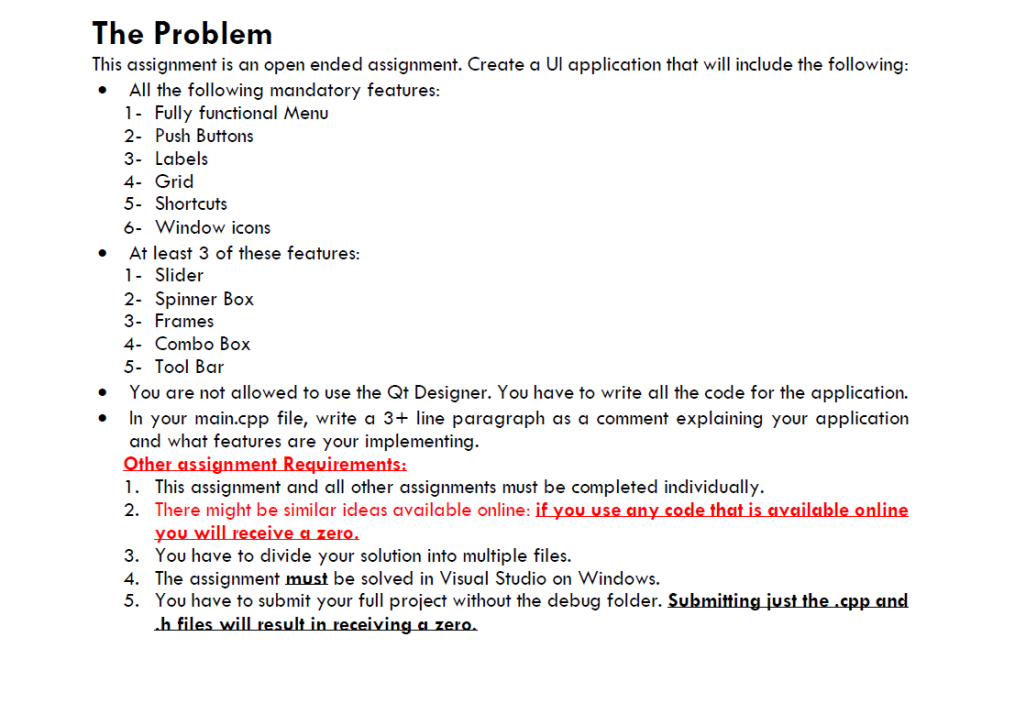 The Problem
This assignment is an open ended assignment. Create a UI application that will include the following:
• All the following mandatory features:
1- Fully functional Menu
2- Push Buttons
3- Labels
4- Grid
5- Shortcuts
6- Window icons
• At least 3 of these features:
1- Slider
2- Spinner Box
3- Frames
4- Combo Box
5- Tool Bar
• You are not allowed to use the Qt Designer. You have to write all the code for the application.
• In your main.cpp file, write a 3+ line paragraph as a comment explaining your application
and what features are your implementing.
Other assignment Requirements:
1. This assignment and all other assignments must be completed individually.
2. There might be similar ideas available online: if you use any code that is available online
you will receive a zero.
3. You have to divide your solution into multiple files.
4. The assignment must be solved in Visual Studio on Windows.
5. You have to submit your full project without the debug folder. Submitting just the .cpp and
.h files will result in receiving a zero.